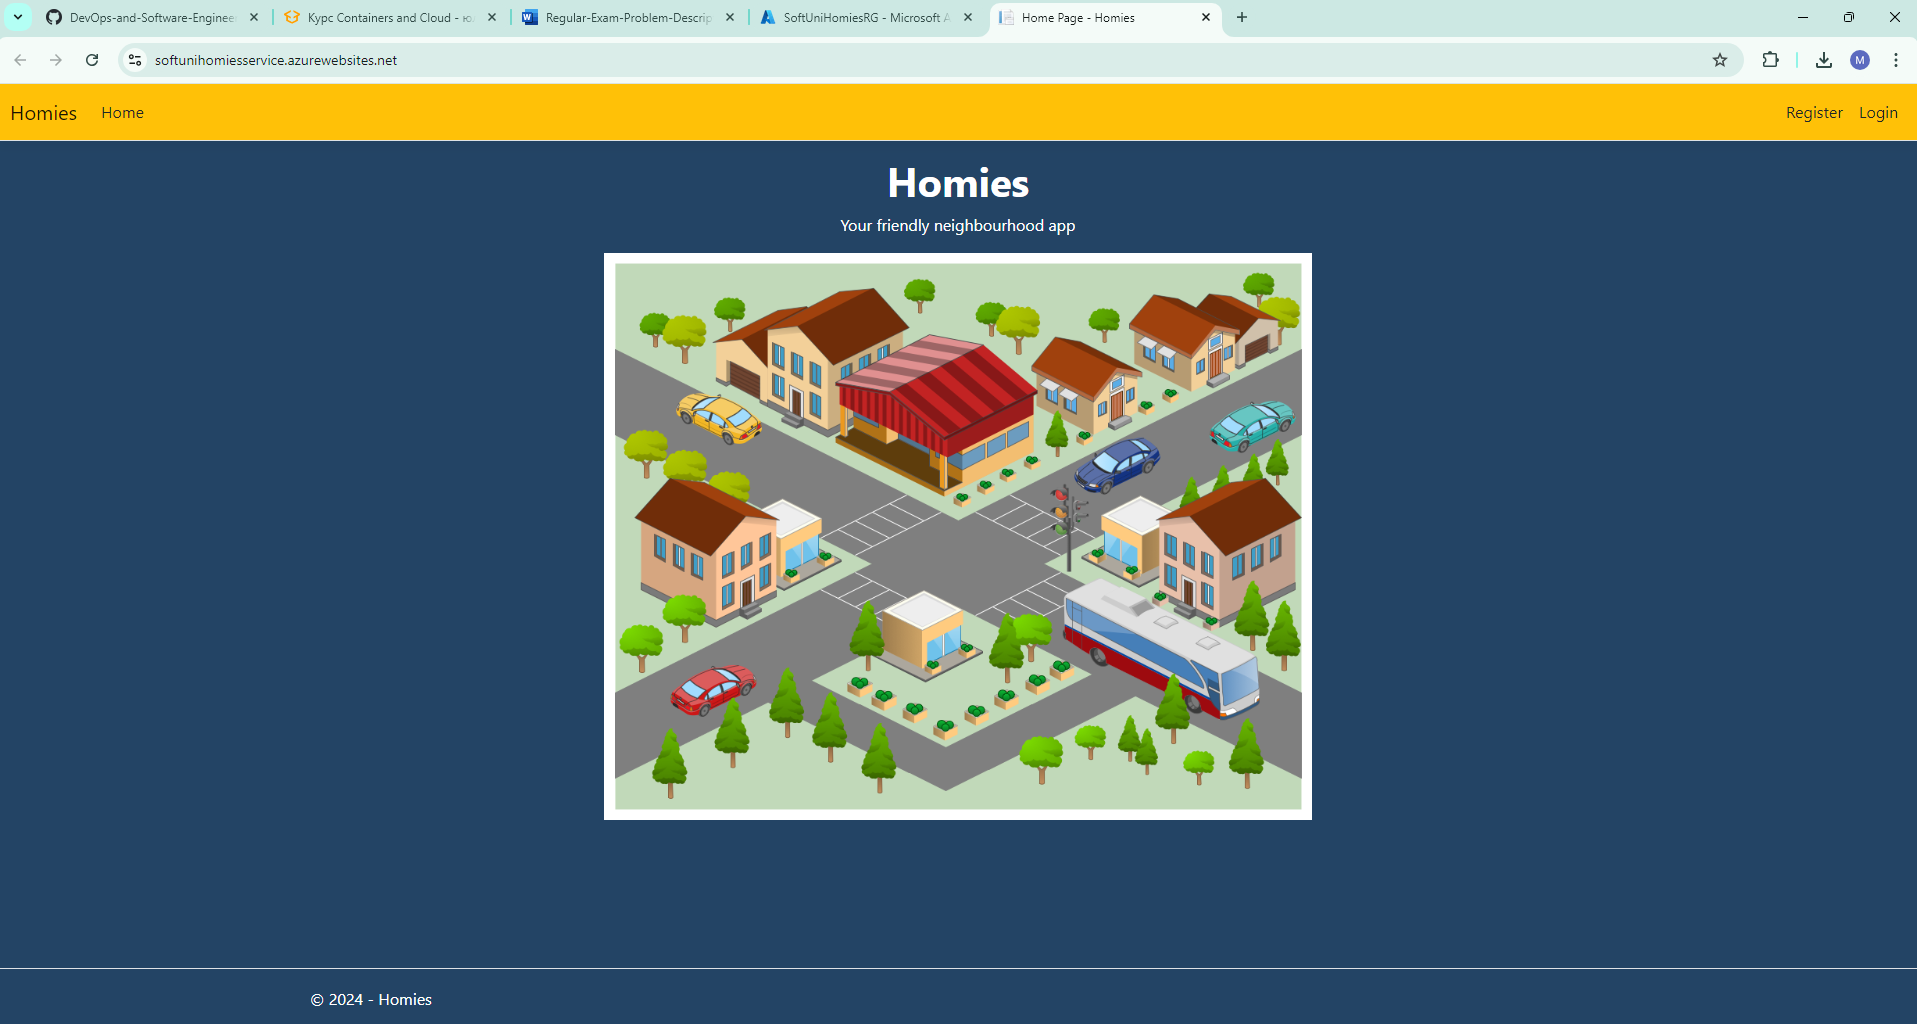 DevOps-and-Software-Enginee
Курс Containers and Cloud - ю
Regular-Exam-Problem-Descrip
SoftUniHomiesRG - Microsoft A
Home Page - Homies
softunihomiesservice.azurewebsites.net
M
Homies
Home
Register
Login
Homies
Your friendly neighbourhood app
© 2024 - Homies